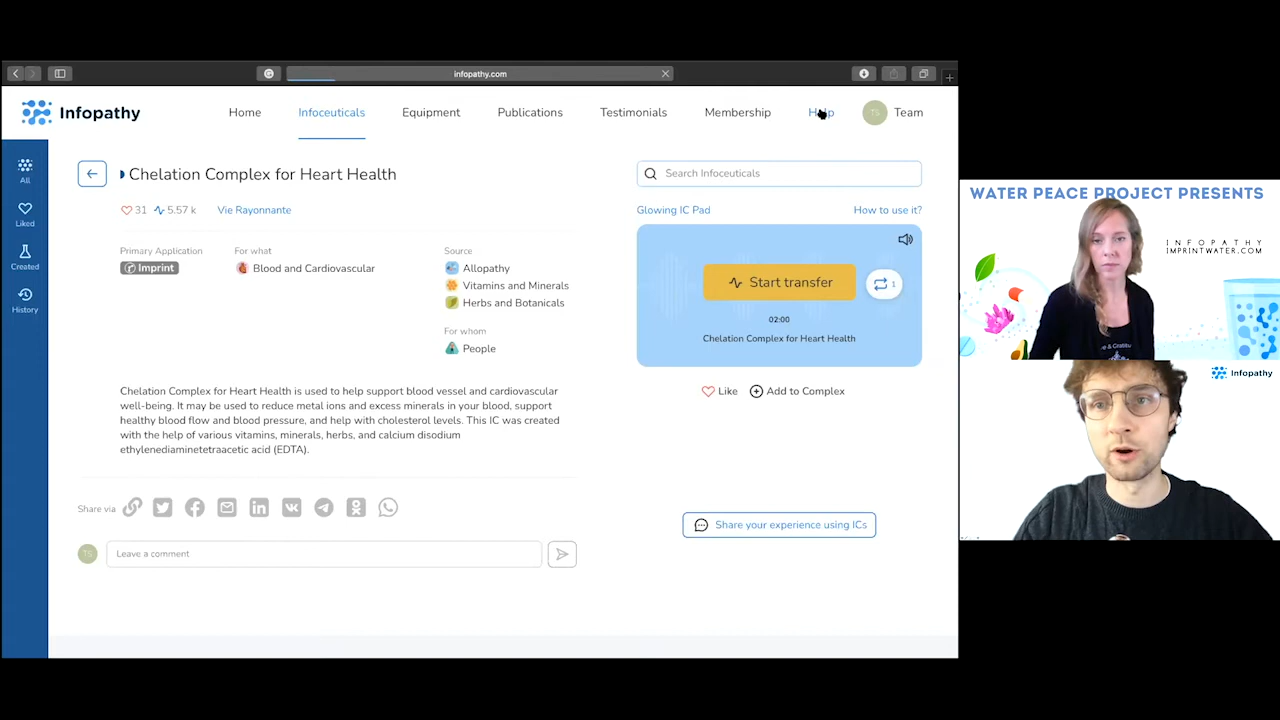 infopathy.com
Infopathy
Home
Infoceuticals
Equipment
Publications
Testimonials
Membership
Help
TS
Team
All
Liked
Created
History
Chelation Complex for Heart Health
31
5.57 k
Vie Rayonnante
Primary Application
Imprint
For what
Blood and Cardiovascular
Source
Allopathy
Vitamins and Minerals
Herbs and Botanicals
For whom
People
Chelation Complex for Heart Health is used to help support blood vessel and cardiovascular
well-being. It may be used to reduce metal ions and excess minerals in your blood, support
healthy blood flow and blood pressure, and help with cholesterol levels. This IC was created
with the help of various vitamins, minerals, herbs, and calcium disodium
ethylenediaminetetraacetic acid (EDTA).
Share via
TS
Leave a comment
Search Infoceuticals
Glowing IC Pad
How to use it?
Start transfer
1
02:00
Chelation Complex for Heart Health
Like
Add to Complex
Share your experience using ICs
WATER PEACE PROJECT PRESENTS
INFOPATHY
IMPRINTWATER.COM
Infopathy